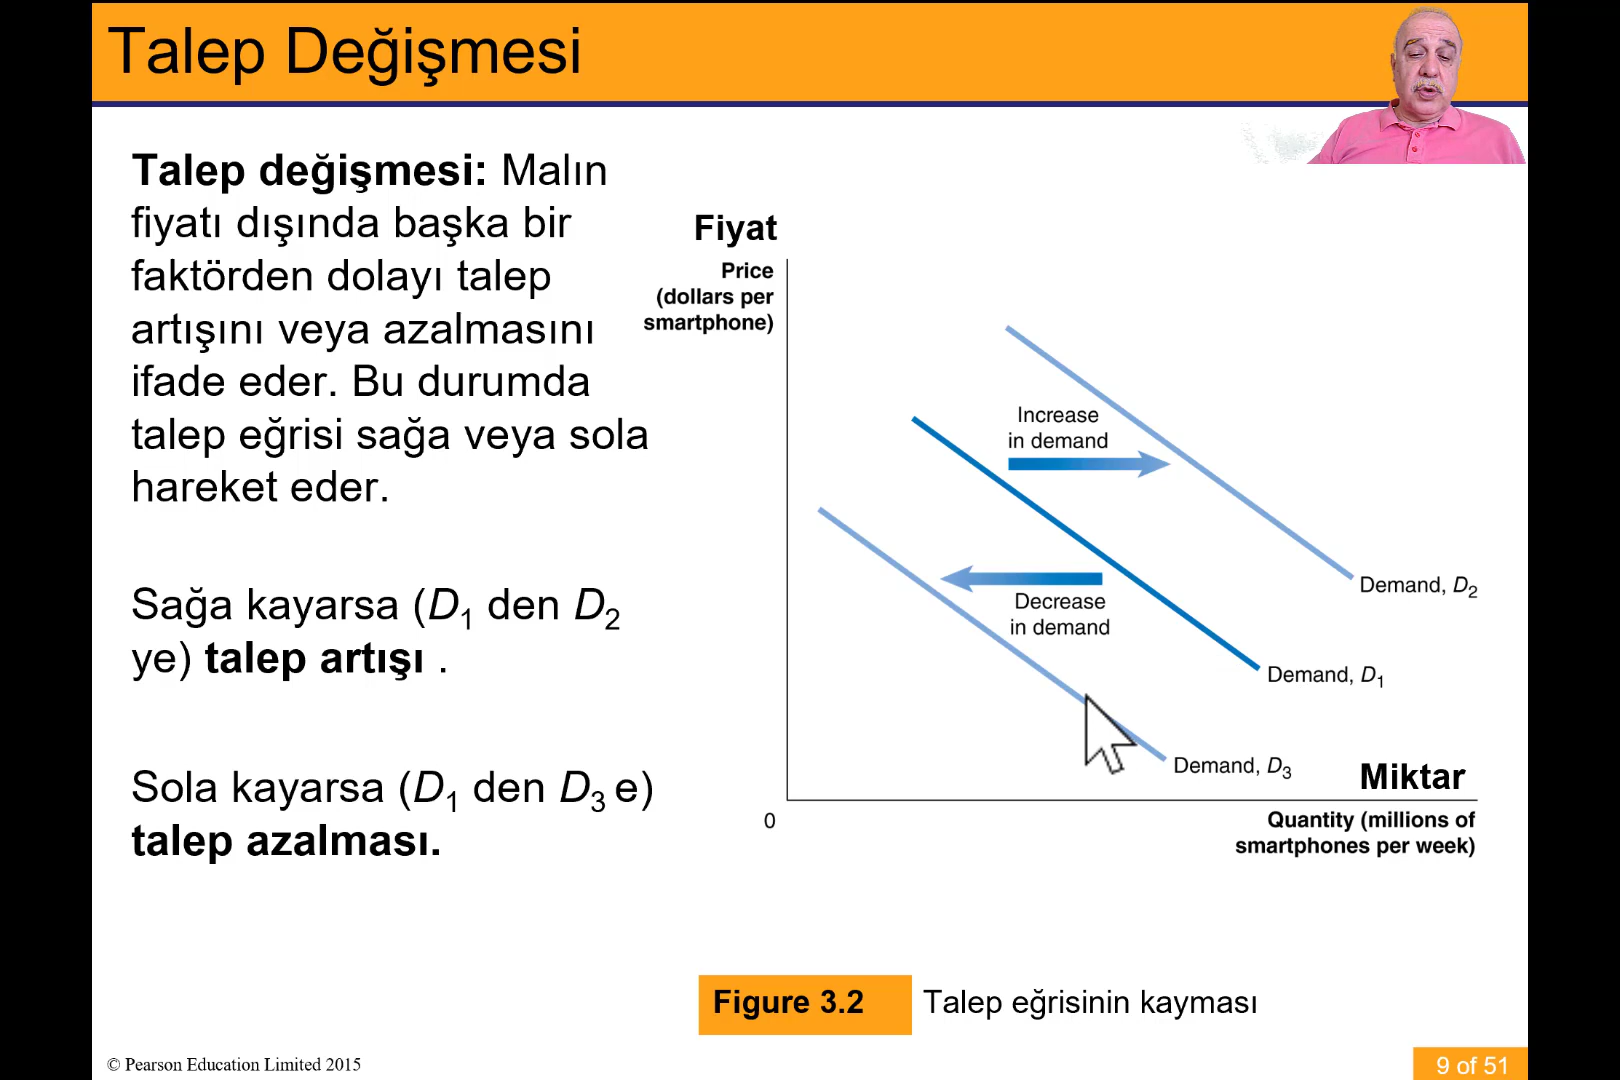 Talep Değişmesi
Talep değişmesi: Malın
fiyatı dışında başka bir
faktörden dolayı talep
artışını veya azalmasını
ifade eder. Bu durumda
talep eğrisi sağa veya sola
hareket eder.
Sağa kayarsa (D1 den D2
ye) talep artışı .
Sola kayarsa (D1 den D3 e)
talep azalması.
Fiyat
Price
(dollars per
smartphone)
Increase
in demand
Decrease
in demand
Demand, D2
Demand, D1
Demand, D3
Miktar
0
Quantity (millions of
smartphones per week)
Figure 3.2 Talep eğrisinin kayması
© Pearson Education Limited 2015
9 of 51